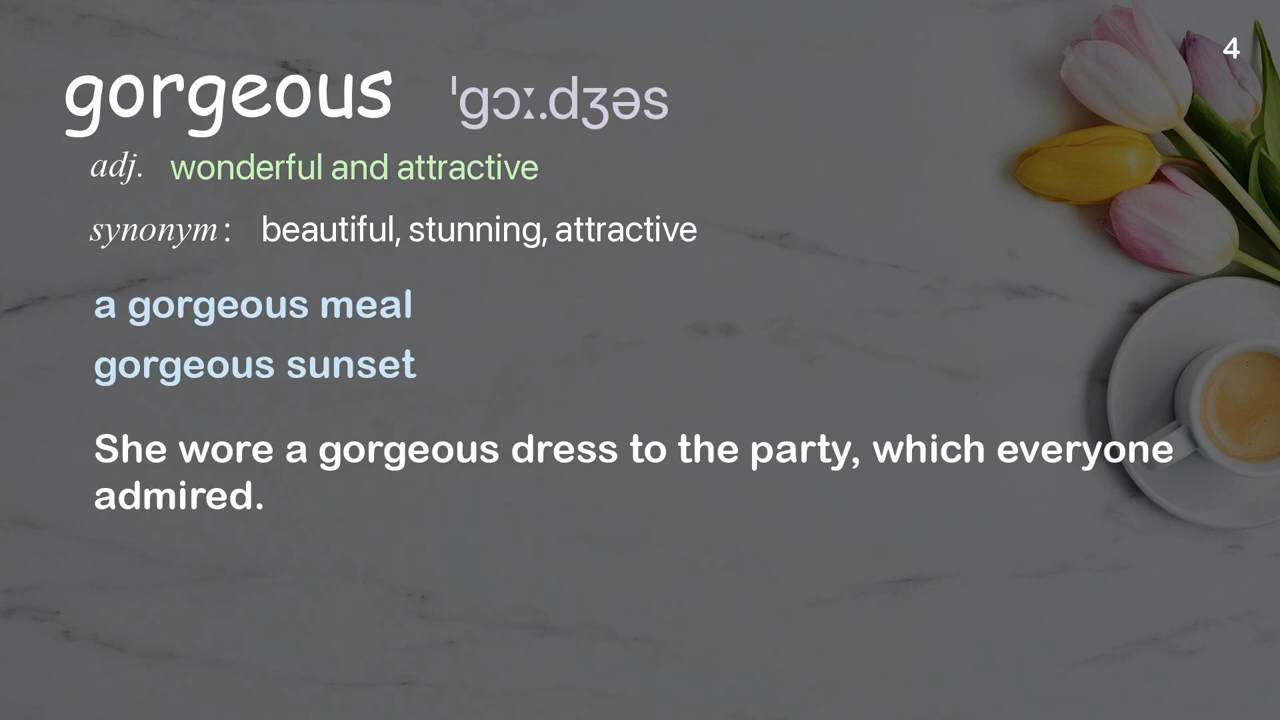 4
gorgeous ˈgɔː.dʒəs
adj. wonderful and attractive
synonym: beautiful, stunning, attractive
a gorgeous meal
gorgeous sunset
She wore a gorgeous dress to the party, which everyone
admired.